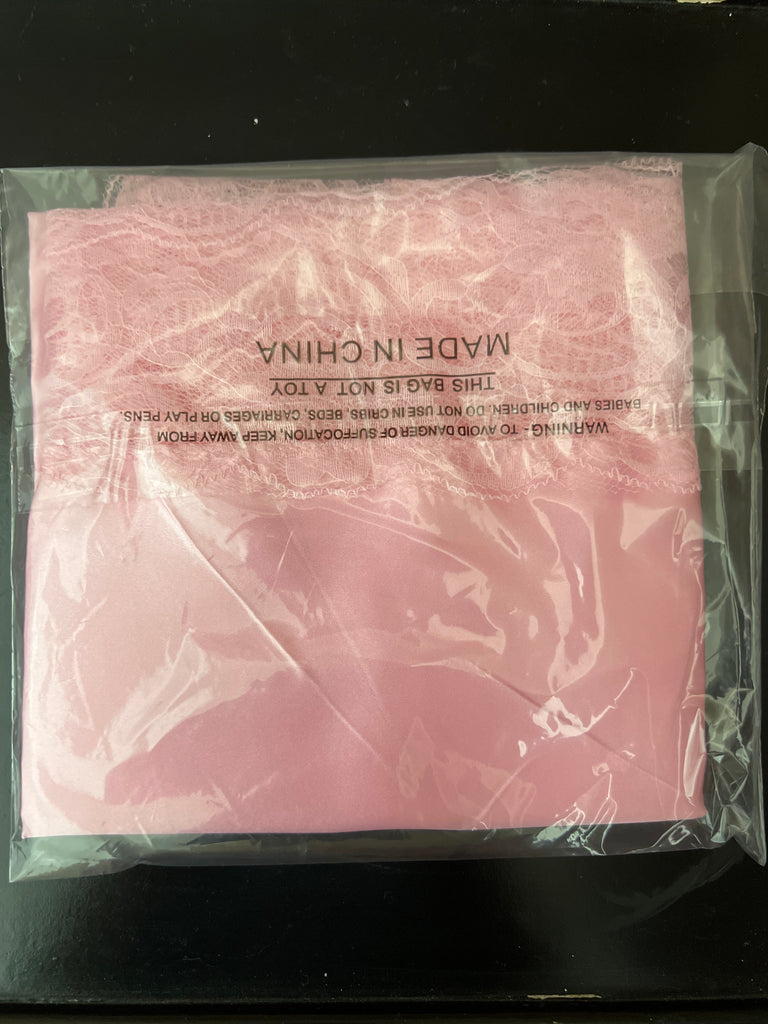 WARNING - TO AVOID DANGER OF SUFFOCATION, KEEP AWAY FROM
BABIES AND CHILDREN. DO NOT USE IN CRIBS, BEDS, CARRIAGES OR PLAY PENS.
THIS BAG IS NOT A TOY
MADE IN CHINA